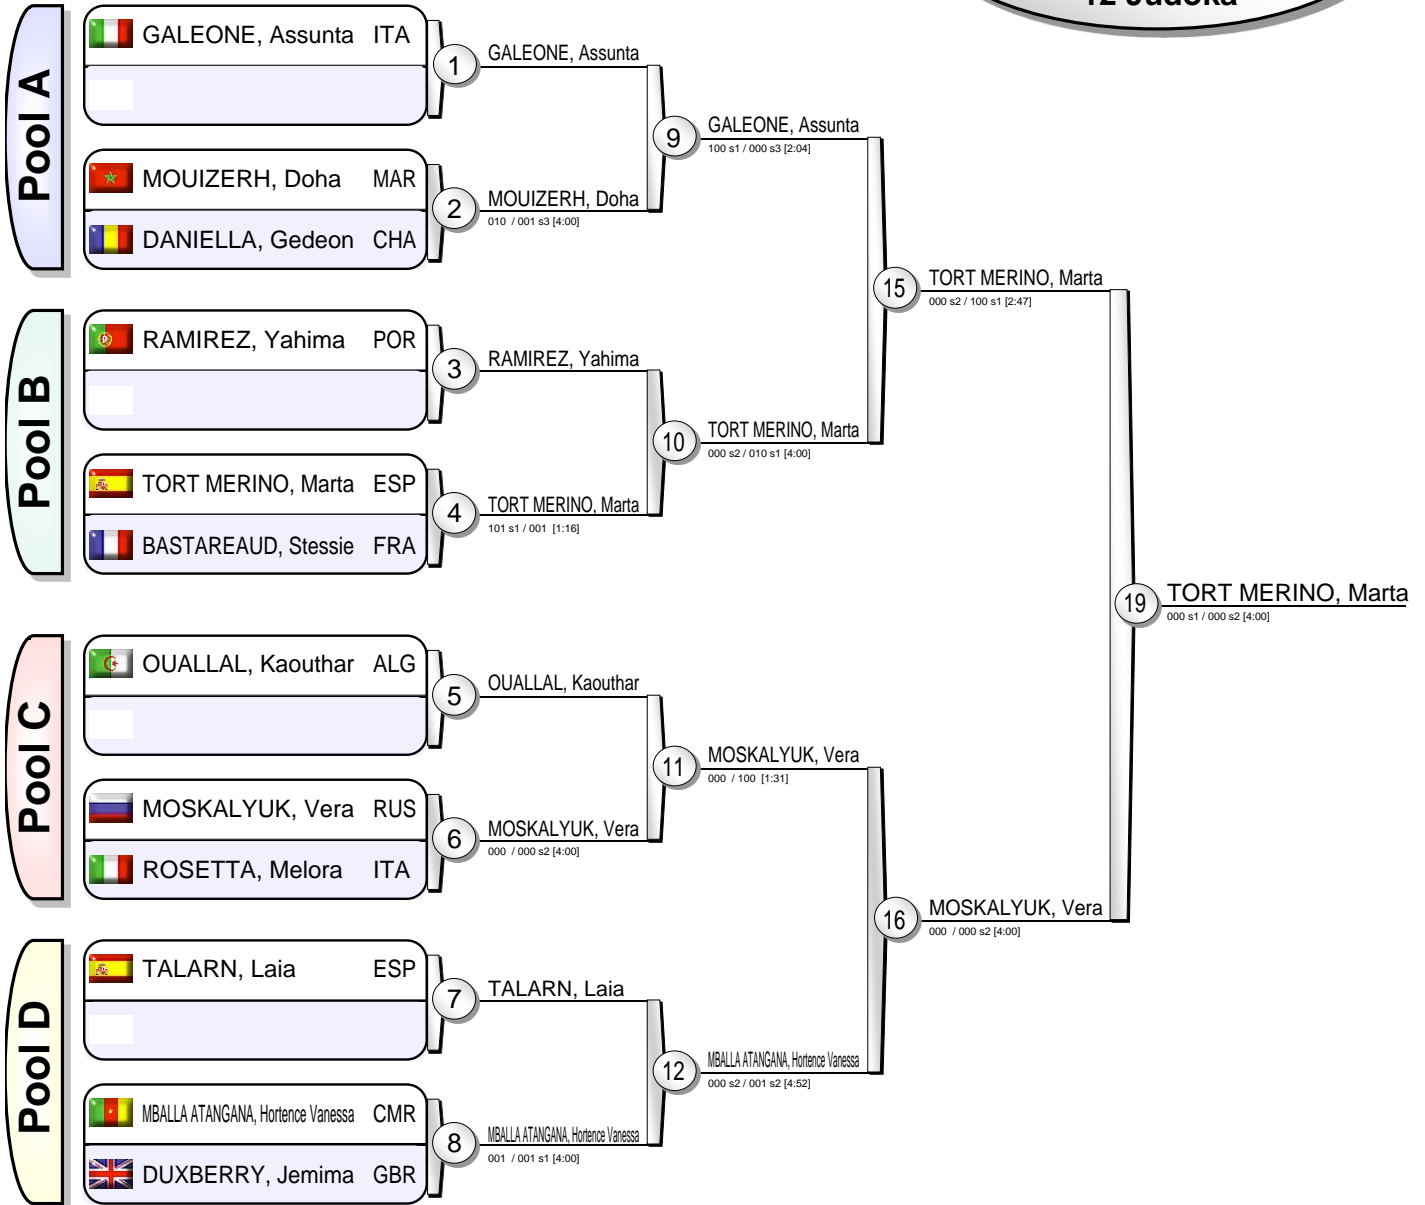 12 Judoka
Pool A
GALEONE, Assunta ITA
MOUIZERH, Doha MAR
DANIELLA, Gedeon CHA
1
GALEONE, Assunta
2
MOUIZERH, Doha
010 / 001 s3 [4:00]
9
GALEONE, Assunta
100 s1 / 000 s3 [2:04]
Pool B
RAMIREZ, Yahima POR
TORT MERINO, Marta ESP
BASTAREAUD, Stessie FRA
3
RAMIREZ, Yahima
4
TORT MERINO, Marta
101 s1 / 001 [1:16]
10
TORT MERINO, Marta
000 s2 / 010 s1 [4:00]
15
TORT MERINO, Marta
000 s2 / 100 s1 [2:47]
Pool C
OUALLAL, Kaouthar ALG
MOSKALYUK, Vera RUS
ROSETTA, Melora ITA
5
OUALLAL, Kaouthar
6
MOSKALYUK, Vera
000 / 000 s2 [4:00]
11
MOSKALYUK, Vera
000 / 100 [1:31]
Pool D
TALARN, Laia ESP
MBALLA ATANGANA, Hortence Vanessa CMR
DUXBERRY, Jemima GBR
7
TALARN, Laia
8
MBALLA ATANGANA, Hortence Vanessa
001 / 001 s1 [4:00]
12
MBALLA ATANGANA, Hortence Vanessa
000 s2 / 001 s2 [4:52]
16
MOSKALYUK, Vera
000 / 000 s2 [4:00]
19
TORT MERINO, Marta
000 s1 / 000 s2 [4:00]